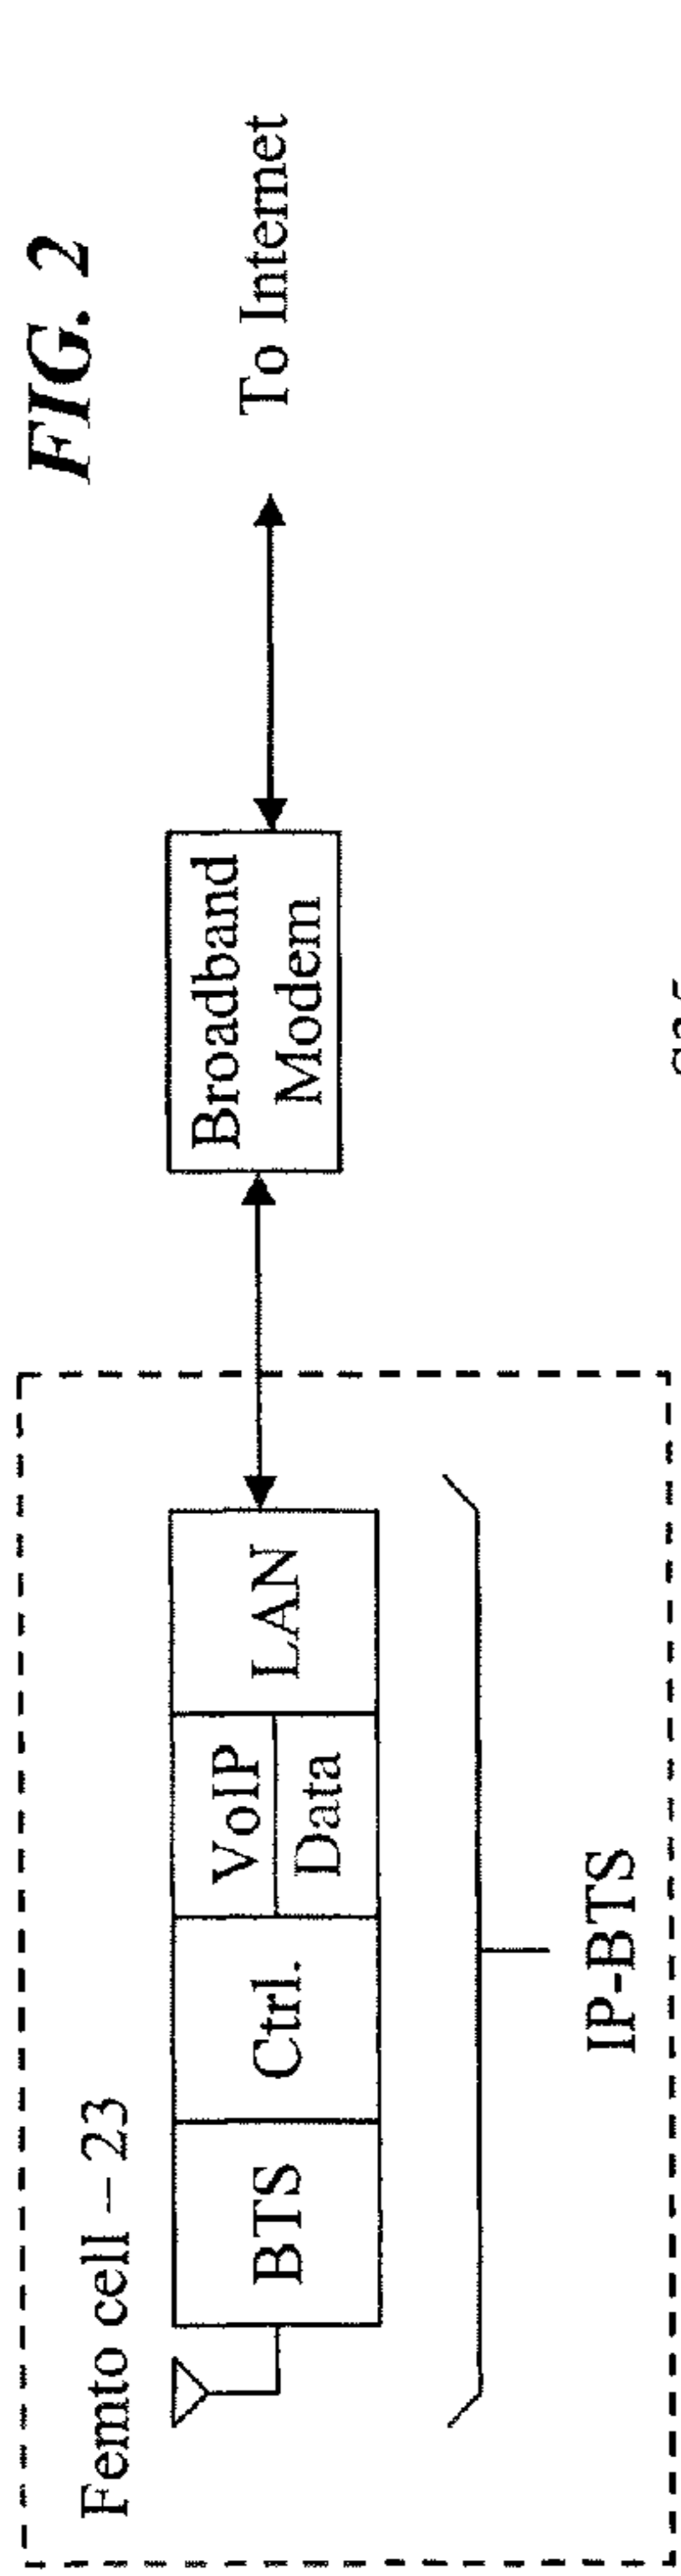 FIG. 2
Femto cell – 23
BTS
Ctrl.
VoIP
Data
LAN
Broadband
Modem
To Internet
IP-BTS